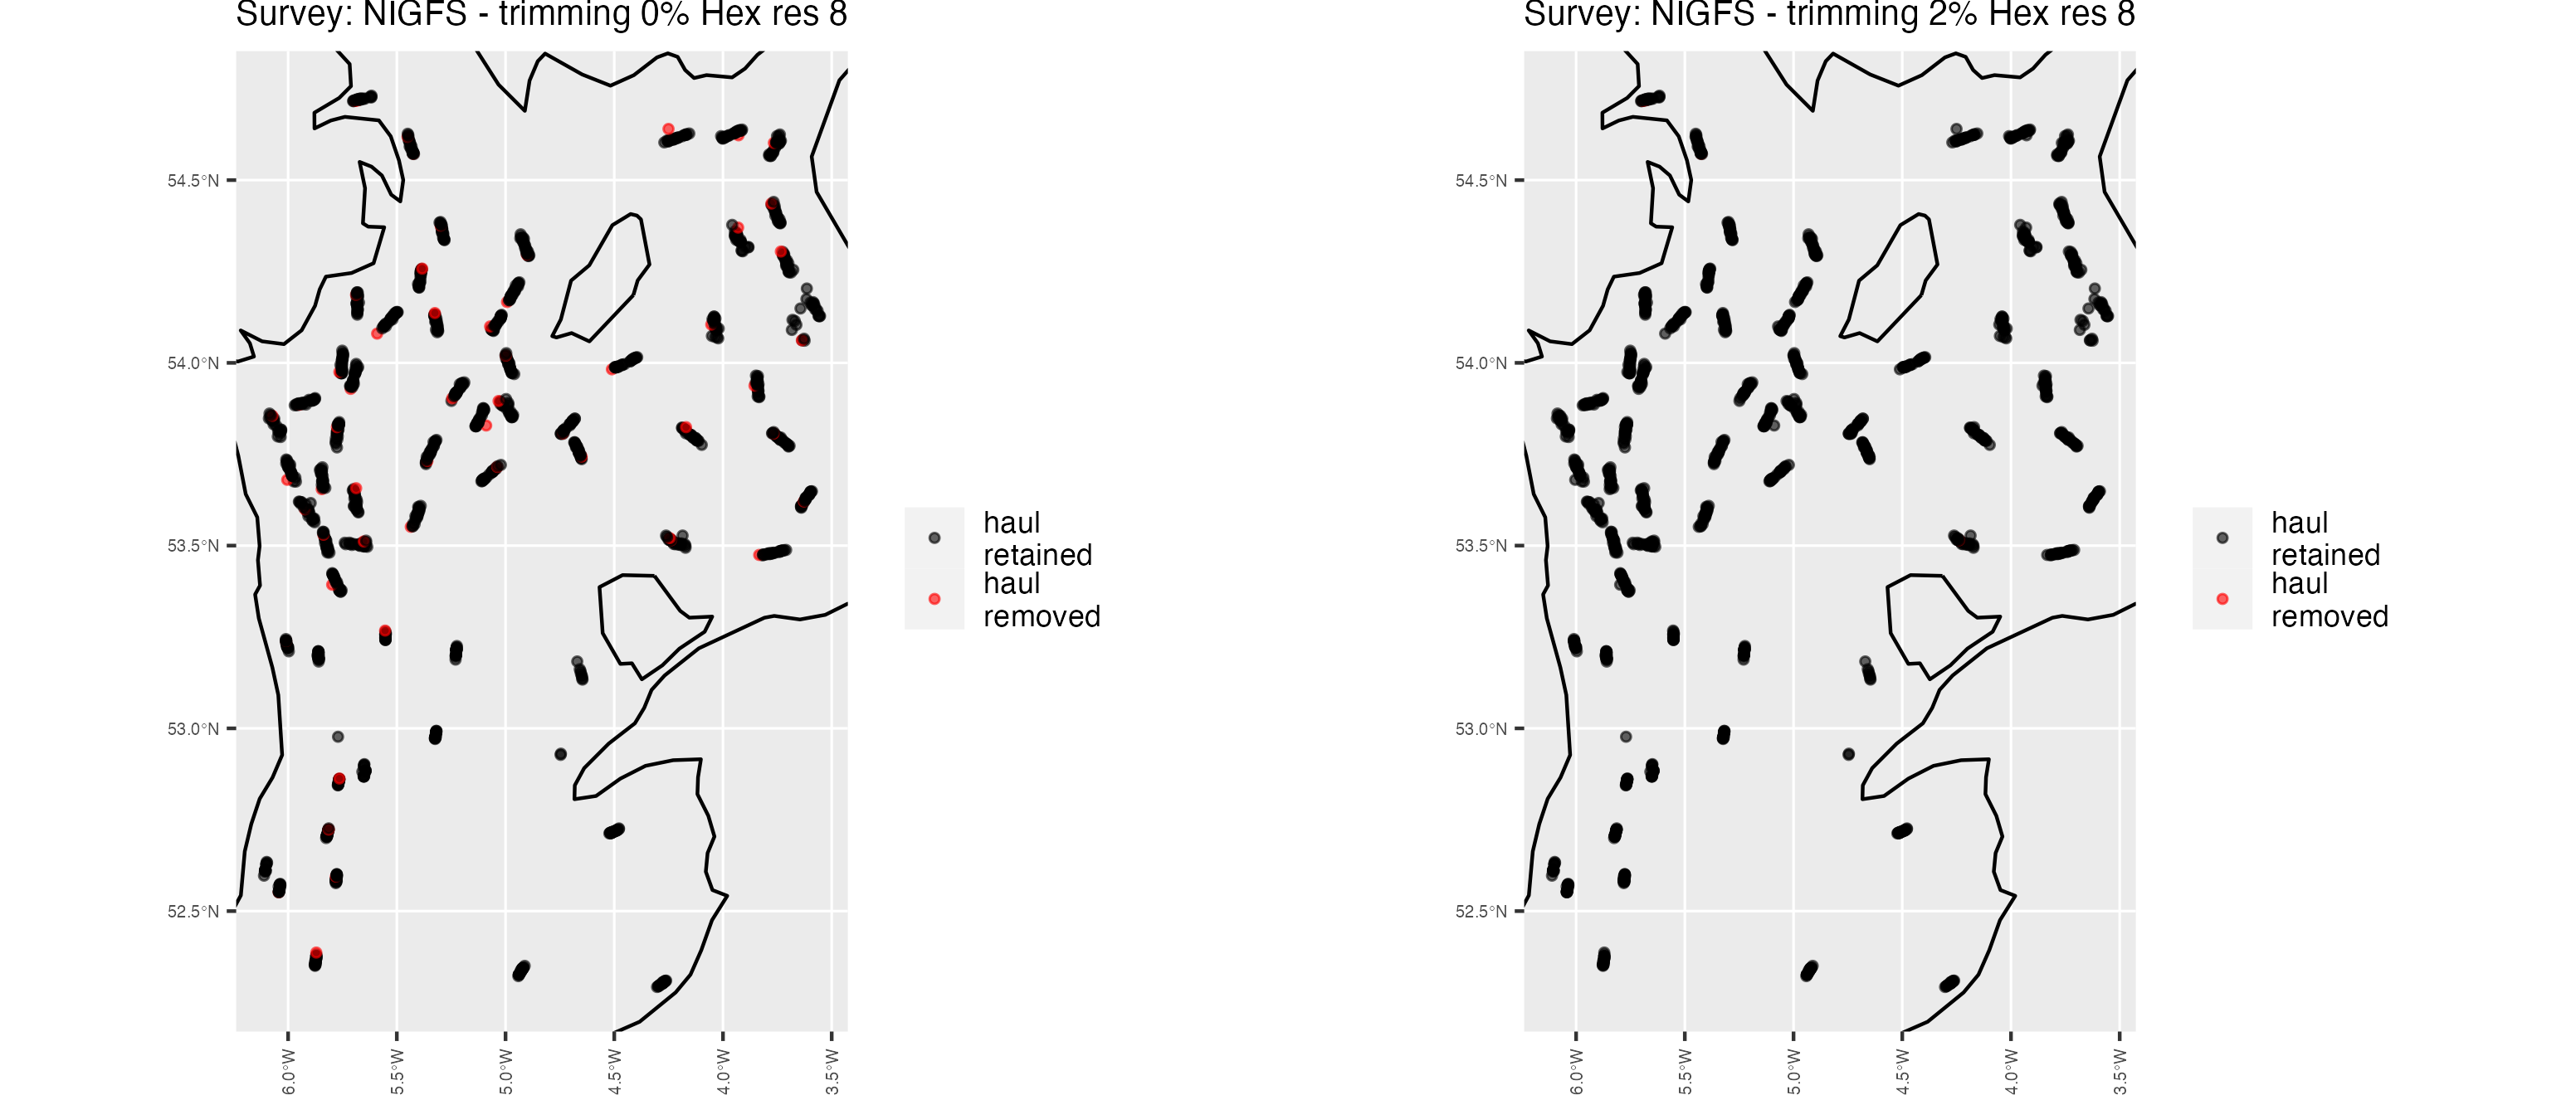 Survey: NIGFS - trimming 0% Hex res 8
54.5°N
54.0°N
53.5°N
53.0°N
52.5°N
6.0°W
5.5°W
5.0°W
4.5°W
4.0°W
3.5°W
haul
retained
haul
removed
Survey: NIGFS - trimming 2% Hex res 8
54.5°N
54.0°N
53.5°N
53.0°N
52.5°N
6.0°W
5.5°W
5.0°W
4.5°W
4.0°W
3.5°W
haul
retained
haul
removed